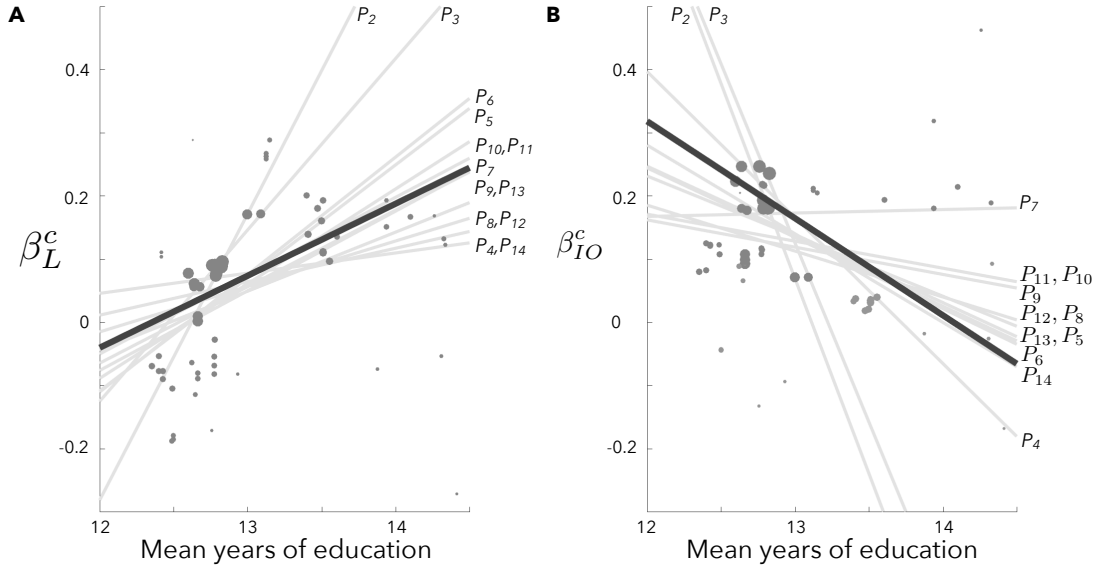 A
P2
P3
0.4
P6
P5
P10,P11
P7
0.2
P9,P13
P8,P12
β_L^c
P4,P14
0
-0.2
12
13
14
Mean years of education
B
P2
P3
0.4
0.2
P7
β_IO^c
P11, P10
P9
0
P12, P8
P13, P5
P6
P14
P4
-0.2
12
13
14
Mean years of education